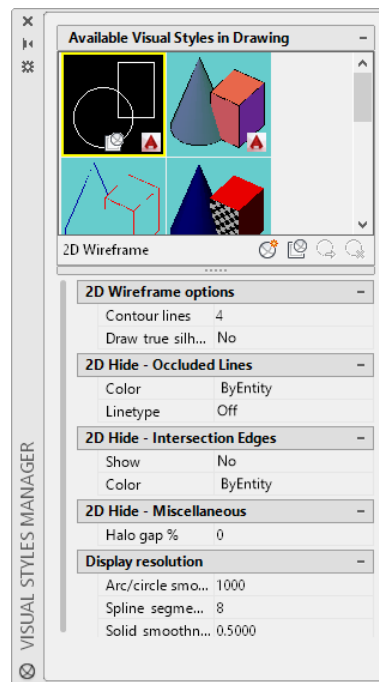 Available Visual Styles in Drawing
2D Wireframe
2D Wireframe options
Contour lines 4
Draw true silh... No
2D Hide - Occluded Lines
Color ByEntity
Linetype Off
2D Hide - Intersection Edges
Show No
Color ByEntity
2D Hide - Miscellaneous
Halo gap % 0
Display resolution
Arc/circle smo... 1000
Spline segme... 8
Solid smoothn... 0.5000
VISUAL STYLES MANAGER